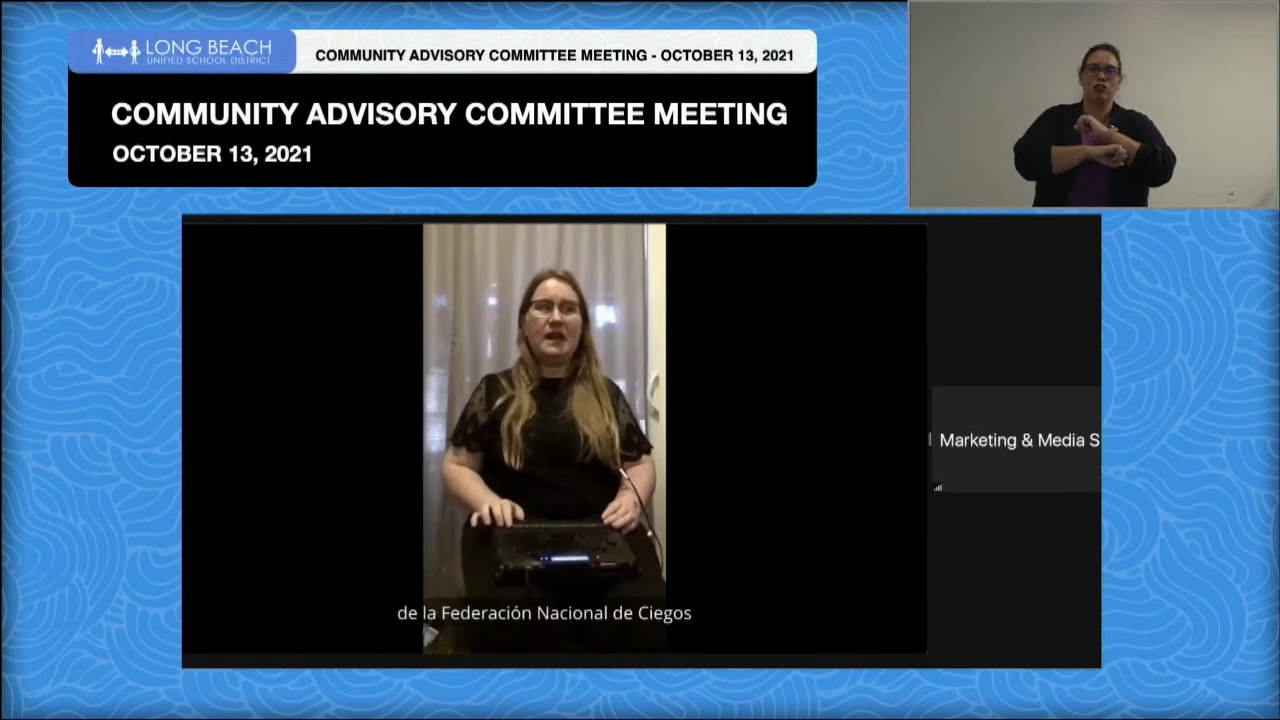 LONG BEACH
UNIFIED SCHOOL DISTRICT
COMMUNITY ADVISORY COMMITTEE MEETING - OCTOBER 13, 2021
COMMUNITY ADVISORY COMMITTEE MEETING
OCTOBER 13, 2021
Marketing & Media S
de la Federación Nacional de Ciegos